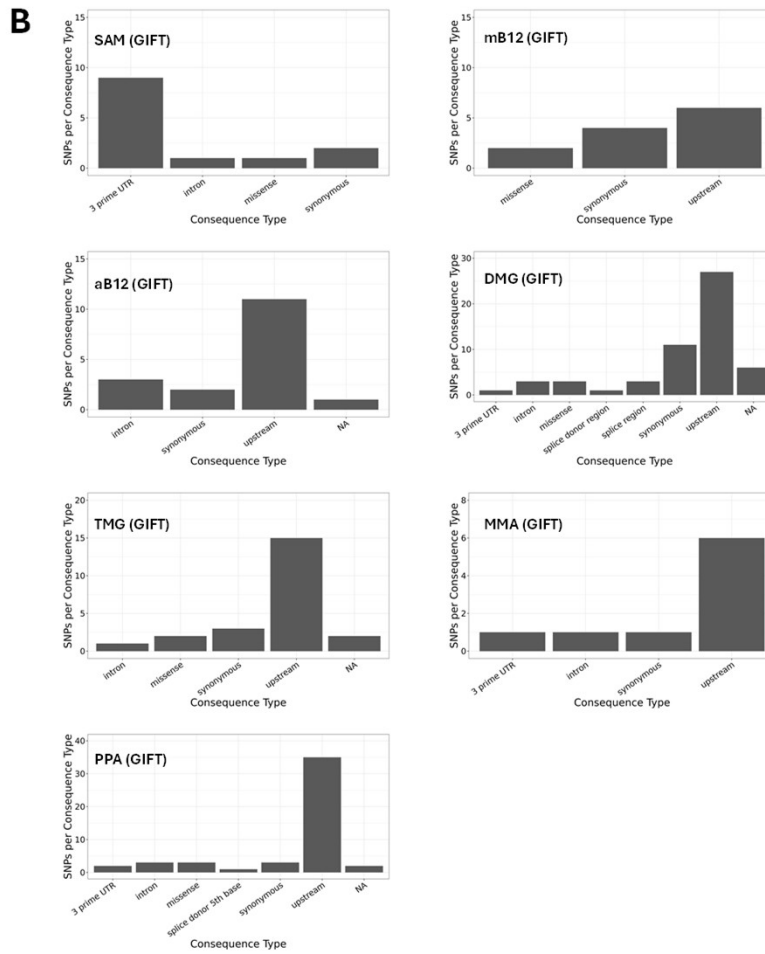 B
SAM (GIFT)
SNPs per Consequence Type
15
10
5
0
3 prime UTR
intron
missense
synonymous
Consequence Type
mB12 (GIFT)
SNPs per Consequence Type
15
10
5
0
missense
synonymous
upstream
Consequence Type
aB12 (GIFT)
SNPs per Consequence Type
15
10
5
0
intron
synonymous
upstream
NA
Consequence Type
DMG (GIFT)
SNPs per Consequence Type
30
20
10
0
3 prime UTR
intron
missense
splice donor region
splice region
synonymous
upstream
NA
Consequence Type
TMG (GIFT)
SNPs per Consequence Type
20
15
10
5
0
intron
missense
synonymous
upstream
NA
Consequence Type
MMA (GIFT)
SNPs per Consequence Type
8
6
4
2
0
3 prime UTR
intron
synonymous
upstream
Consequence Type
PPA (GIFT)
SNPs per Consequence Type
40
30
20
10
0
3 prime UTR
intron
missense
splice donor 5th base
synonymous
upstream
NA
Consequence Type